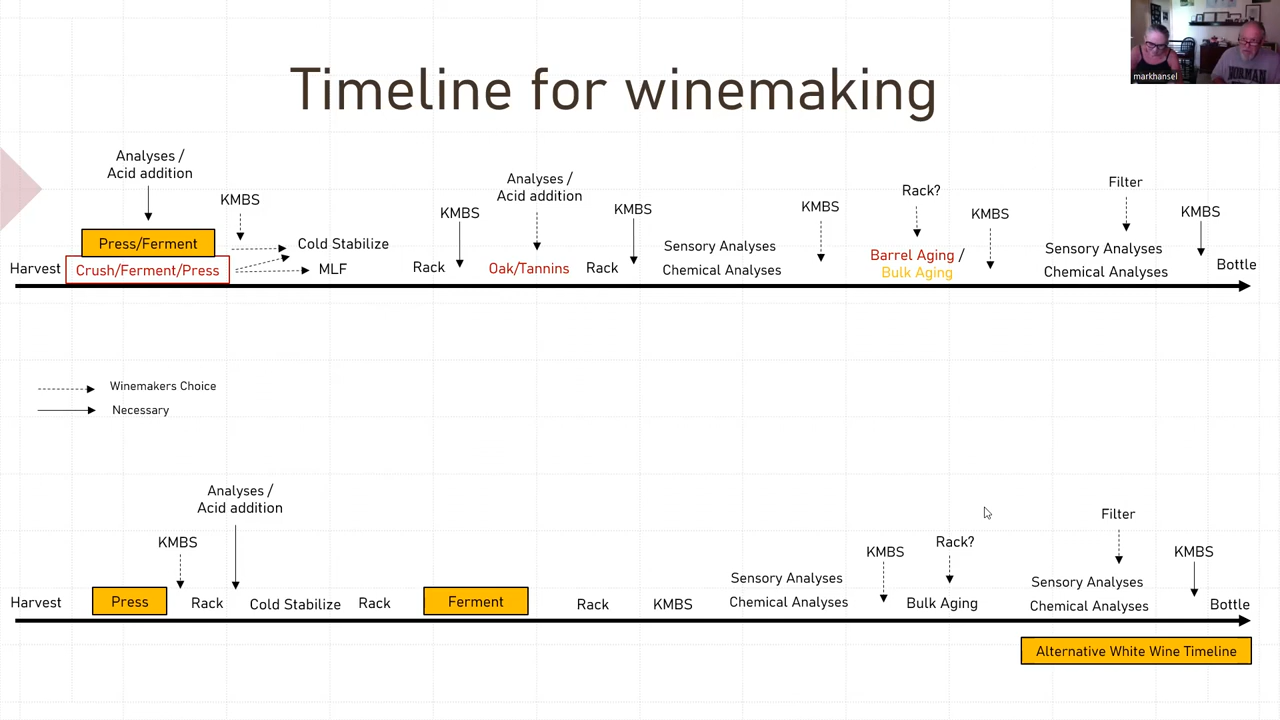 markhansel
Timeline for winemaking
Analyses /
Acid addition
KMBS
Press/Ferment
Harvest
Crush/Ferment/Press
Cold Stabilize
MLF
Rack
KMBS
Analyses /
Acid addition
Oak/Tannins
KMBS
Rack
Sensory Analyses
Chemical Analyses
KMBS
Rack?
Barrel Aging /
Bulk Aging
KMBS
Filter
Sensory Analyses
Chemical Analyses
KMBS
Bottle
Winemakers Choice
Necessary
Harvest
Press
KMBS
Rack
Analyses /
Acid addition
Cold Stabilize
Rack
Ferment
Rack
KMBS
Sensory Analyses
Chemical Analyses
KMBS
Rack?
Bulk Aging
Filter
Sensory Analyses
Chemical Analyses
KMBS
Bottle
Alternative White Wine Timeline